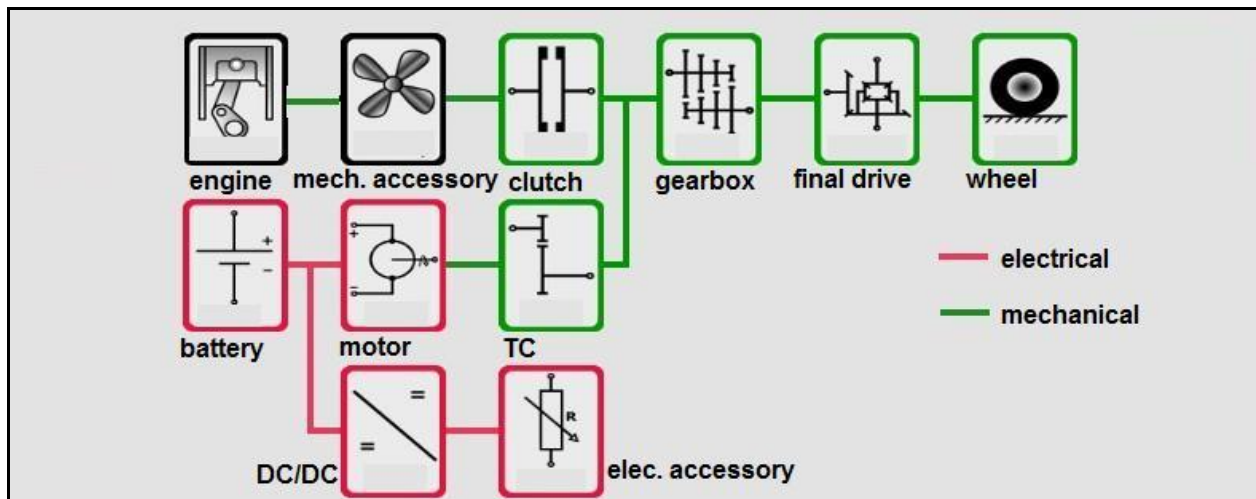 engine
mech. accessory
clutch
gearbox
final drive
wheel
+
−
+
−
electrical
mechanical
battery
motor
TC
=
=
R
DC/DC
elec. accessory